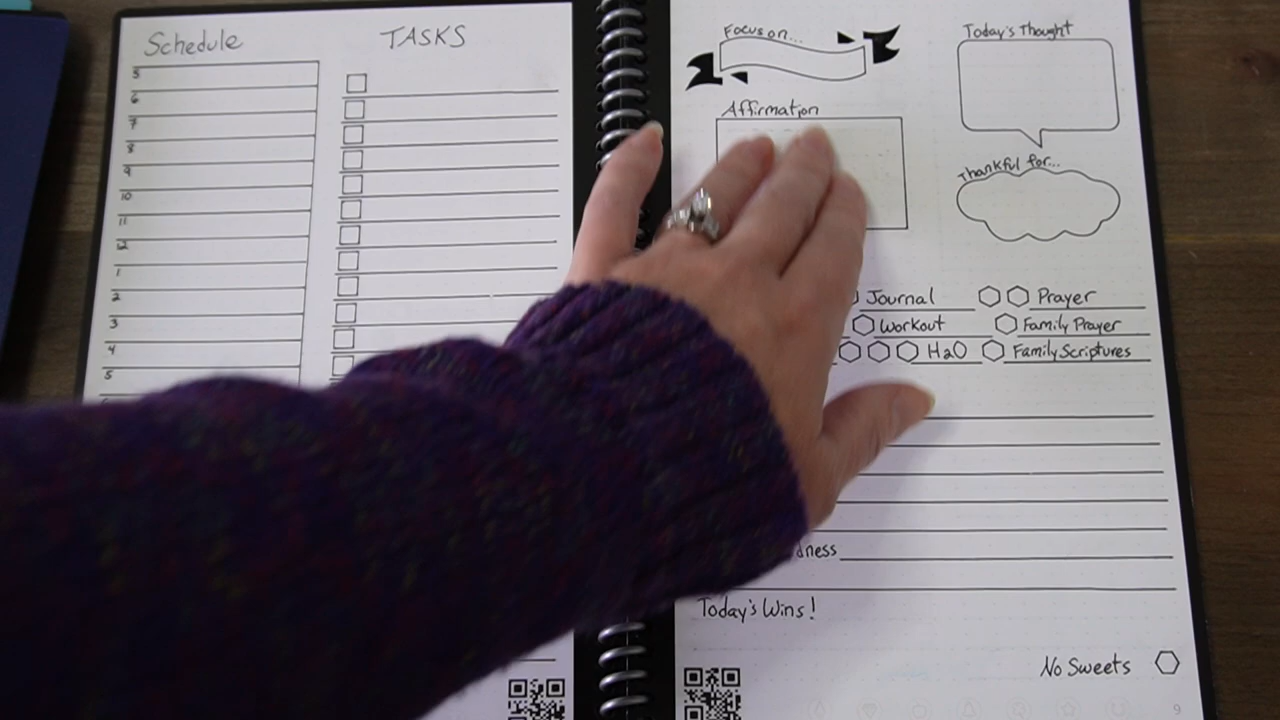 Schedule
TASKS
5
6
7
8
9
10
11
12
1
2
3
4
5
Focus on...
Affirmation
Today's Thought
Thankful for...
Journal
Prayer
Workout
Family Prayer
H2O
Family Scriptures
Today's Wins!
No Sweets
9